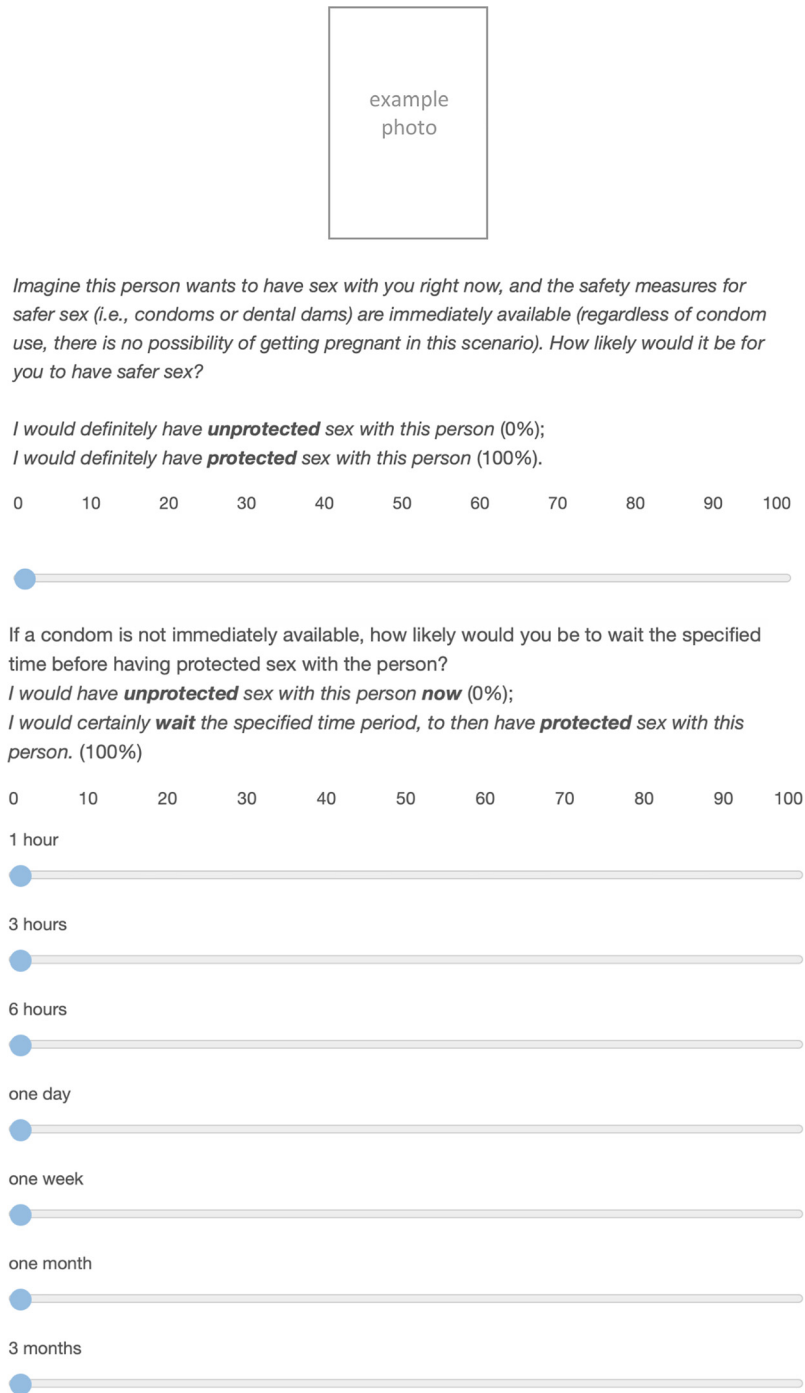 example
photo
Imagine this person wants to have sex with you right now, and the safety measures for
safer sex (i.e., condoms or dental dams) are immediately available (regardless of condom
use, there is no possibility of getting pregnant in this scenario). How likely would it be for
you to have safer sex?
I would definitely have unprotected sex with this person (0%);
I would definitely have protected sex with this person (100%).
0 10 20 30 40 50 60 70 80 90 100
If a condom is not immediately available, how likely would you be to wait the specified
time before having protected sex with the person?
I would have unprotected sex with this person now (0%);
I would certainly wait the specified time period, to then have protected sex with this
person. (100%)
0 10 20 30 40 50 60 70 80 90 100
1 hour
3 hours
6 hours
one day
one week
one month
3 months